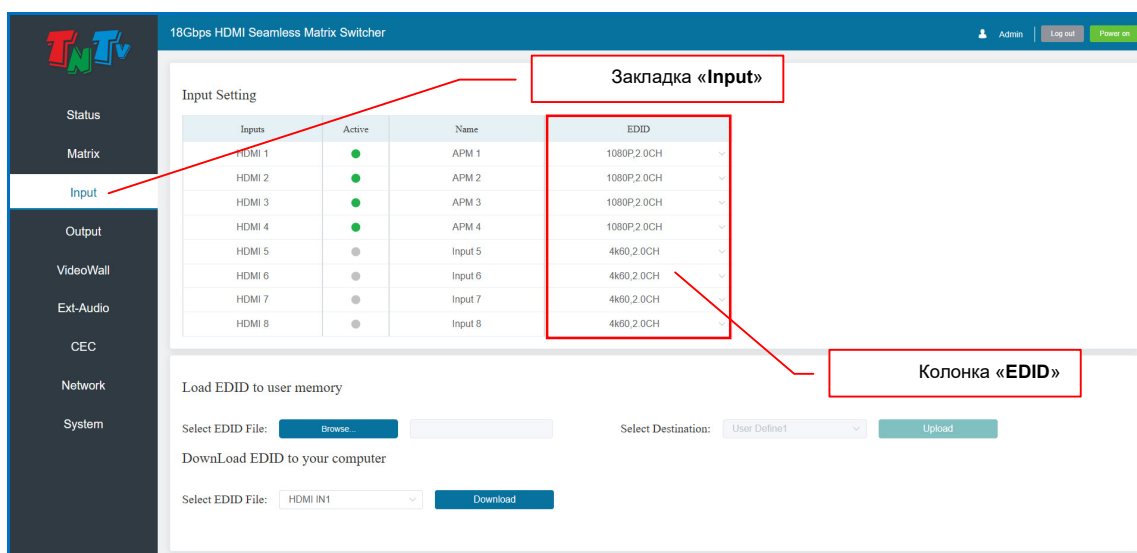 TNTv
18Gbps HDMI Seamless Matrix Switcher
Admin
Log out
Power on
Закладка «Input»
Status
Matrix
Input
Output
VideoWall
Ext-Audio
CEC
Network
System
Input Setting
Inputs Active Name EDID
HDMI 1 APM 1 1080P,2.0CH
HDMI 2 APM 2 1080P,2.0CH
HDMI 3 APM 3 1080P,2.0CH
HDMI 4 APM 4 1080P,2.0CH
HDMI 5 Input 5 4k60,2.0CH
HDMI 6 Input 6 4k60,2.0CH
HDMI 7 Input 7 4k60,2.0CH
HDMI 8 Input 8 4k60,2.0CH
Колонка «EDID»
Load EDID to user memory
Select EDID File: Browse... Select Destination: User Define1 Upload
DownLoad EDID to your computer
Select EDID File: HDMI IN1 Download